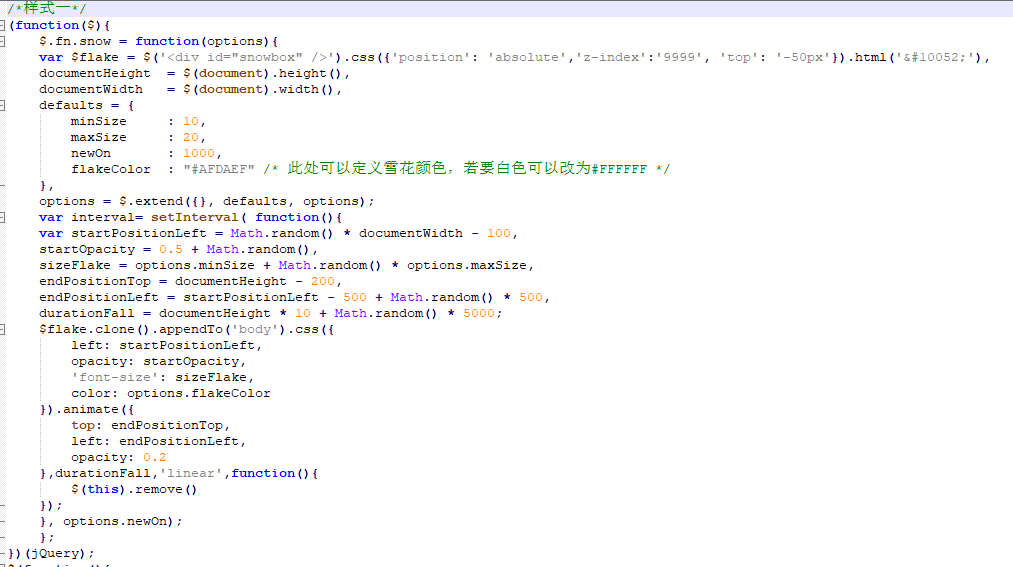 /*样式一*/
(function($){
    $.fn.snow = function(options){
    var $flake = $('<div id="snowbox" />').css({'position': 'absolute','z-index':'9999', 'top': '-50px'}).html('&#10052;'),
    documentHeight  = $(document).height(),
    documentWidth   = $(document).width(),
    defaults = {
        minSize     : 10,
        maxSize     : 20,
        newOn       : 1000,
        flakeColor  : "#AFDAEF" /* 此处可以定义雪花颜色，若要白色可以改为#FFFFFF */
    },
    options = $.extend({}, defaults, options);
    var interval= setInterval( function(){
    var startPositionLeft = Math.random() * documentWidth - 100,
    startOpacity = 0.5 + Math.random(),
    sizeFlake = options.minSize + Math.random() * options.maxSize,
    endPositionTop = documentHeight - 200,
    endPositionLeft = startPositionLeft - 500 + Math.random() * 500,
    durationFall = documentHeight * 10 + Math.random() * 5000;
    $flake.clone().appendTo('body').css({
        left: startPositionLeft,
        opacity: startOpacity,
        'font-size': sizeFlake,
        color: options.flakeColor
    }).animate({
        top: endPositionTop,
        left: endPositionLeft,
        opacity: 0.2
    },durationFall,'linear',function(){
        $(this).remove()
    });
    }, options.newOn);
    };
})(jQuery);